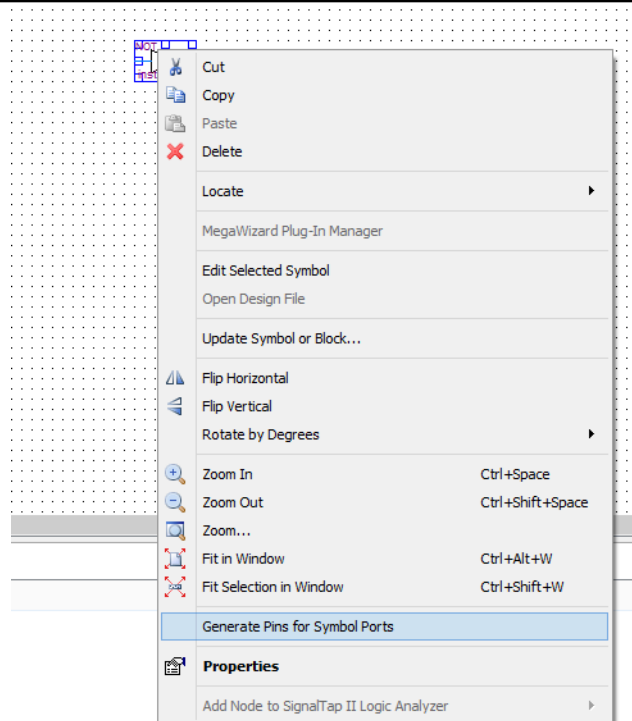 NOT
inst
Cut
Copy
Paste
Delete
Locate
MegaWizard Plug-In Manager
Edit Selected Symbol
Open Design File
Update Symbol or Block...
Flip Horizontal
Flip Vertical
Rotate by Degrees
Zoom In Ctrl+Space
Zoom Out Ctrl+Shift+Space
Zoom...
Fit in Window Ctrl+Alt+W
Fit Selection in Window Ctrl+Shift+W
Generate Pins for Symbol Ports
Properties
Add Node to SignalTap II Logic Analyzer